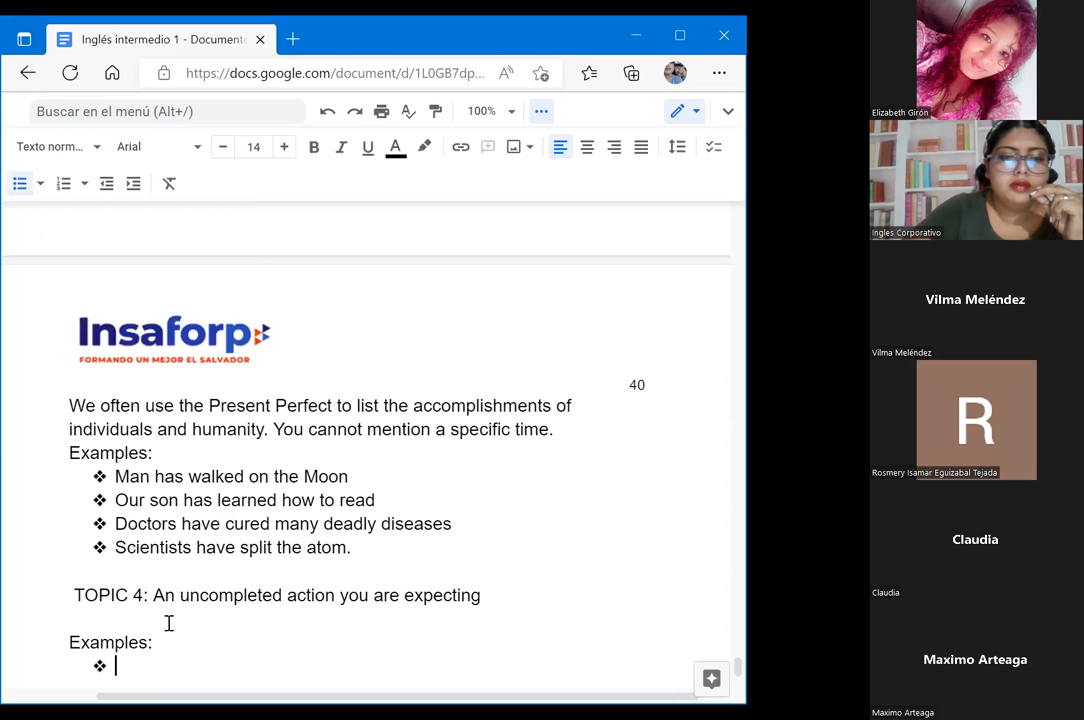 Inglés intermedio 1 - Document
https://docs.google.com/document/d/1L0GB7dp...
Buscar en el menú (Alt+/)
100%
Texto norm...
Arial
14
Insaforp
FORMANDO UN MEJOR EL SALVADOR
40
We often use the Present Perfect to list the accomplishments of
individuals and humanity. You cannot mention a specific time.
Examples:
❖ Man has walked on the Moon
❖ Our son has learned how to read
❖ Doctors have cured many deadly diseases
❖ Scientists have split the atom.
TOPIC 4: An uncompleted action you are expecting
Examples:
❖
Elizabeth Girón
Ingles Corporativo
Vilma Meléndez
Vilma Meléndez
R
Rosmery Isamar Eguizabal Tejada
Claudia
Claudia
Maximo Arteaga
Maximo Arteaga